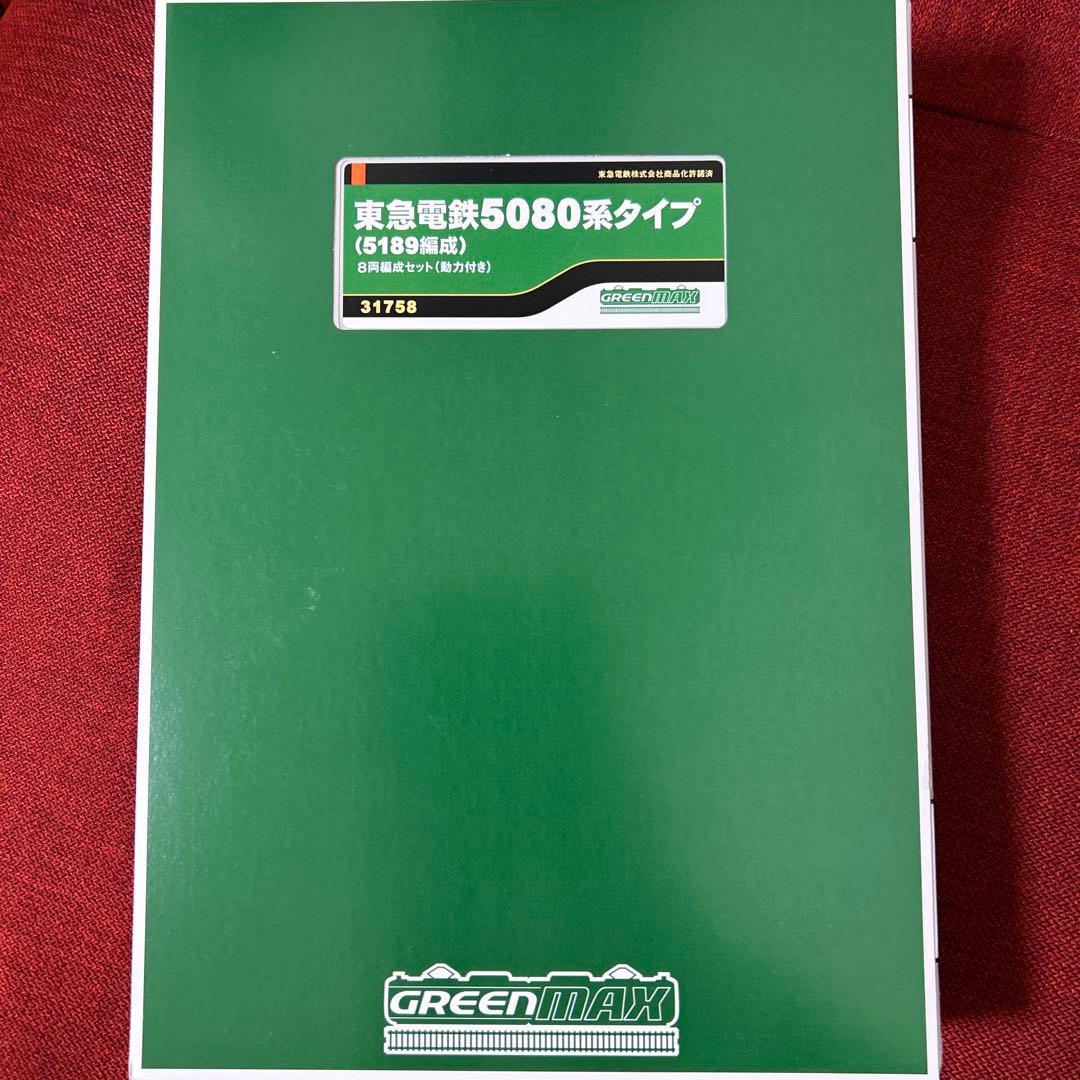 東急電鉄株式会社商品化許諾済
東急電鉄5080系タイプ
(5189編成)
8両編成セット(動力付き)
31758
GREENMAX
GREENMAX